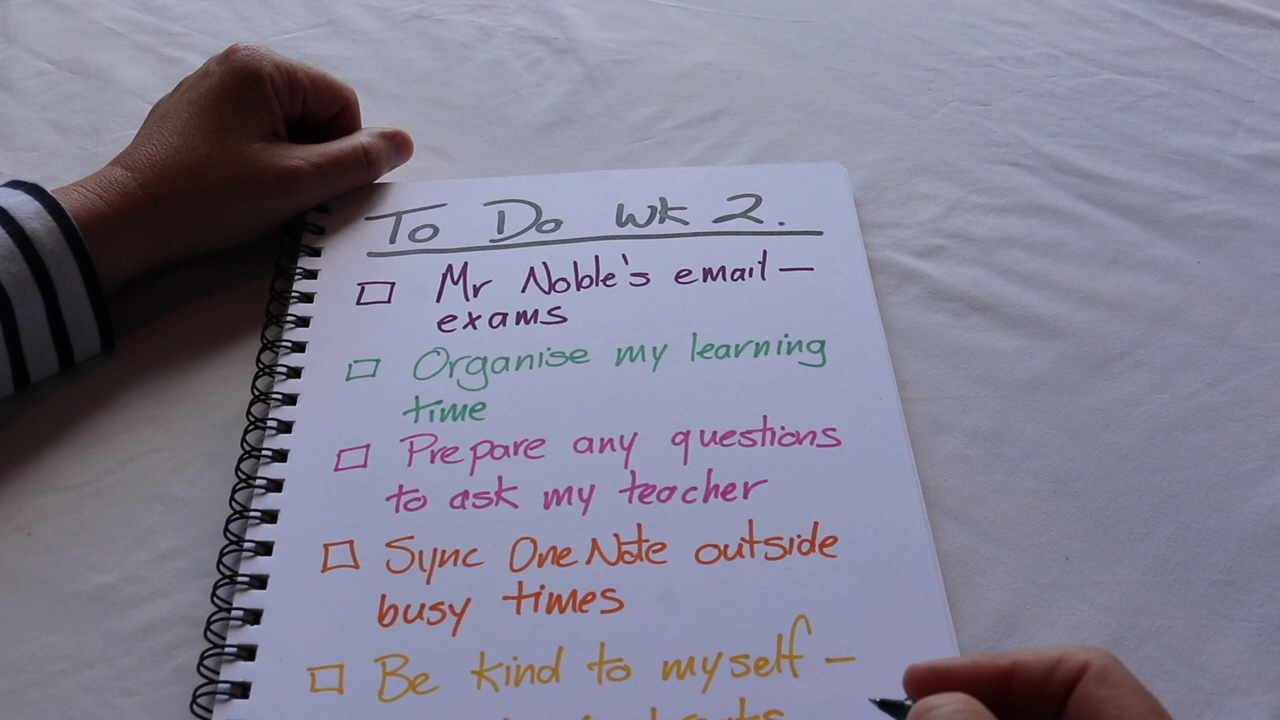 To Do Wk 2.
Mr Noble's email —
exams
Organise my learning
time
Prepare any questions
to ask my teacher
Sync OneNote outside
busy times
Be kind to myself —